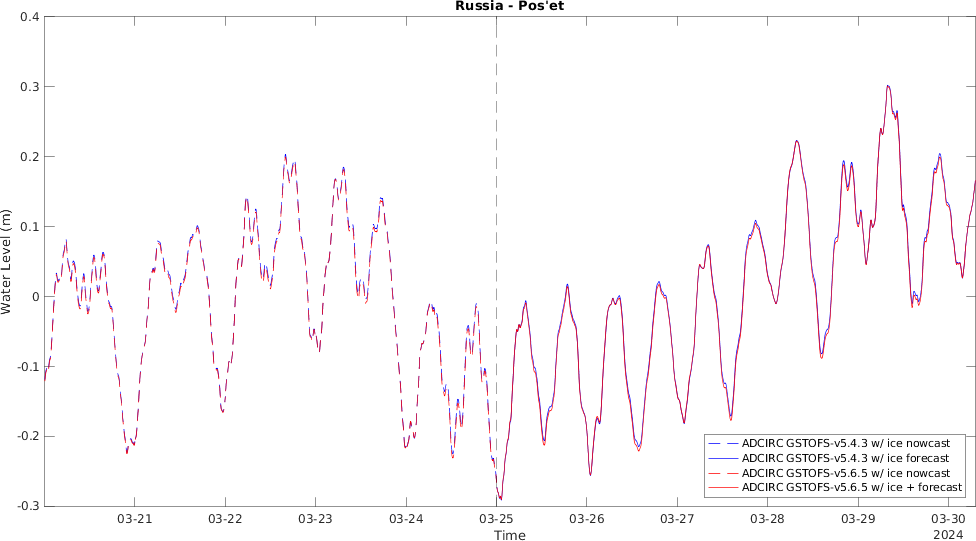 Russia - Pos'et
0.4
0.3
0.2
0.1
0
-0.1
-0.2
-0.3
Water Level (m)
ADCIRC GSTOFS-v5.4.3 w/ ice nowcast
ADCIRC GSTOFS-v5.4.3 w/ ice forecast
ADCIRC GSTOFS-v5.6.5 w/ ice nowcast
ADCIRC GSTOFS-v5.6.5 w/ ice + forecast
03-21 03-22 03-23 03-24 03-25 03-26 03-27 03-28 03-29 03-30
2024
Time